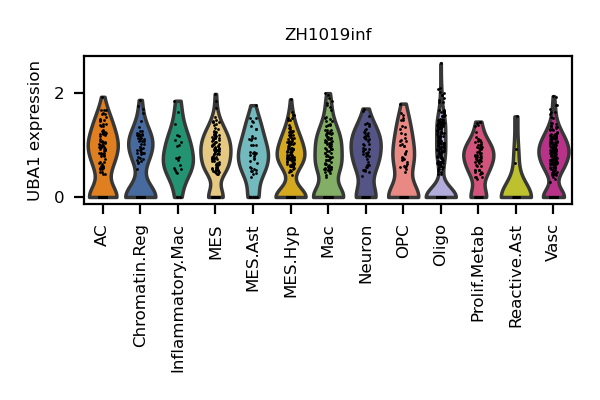 ZH1019inf
UBA1 expression
2
0
AC
Chromatin.Reg
Inflammatory.Mac
MES
MES.Ast
MES.Hyp
Mac
Neuron
OPC
Oligo
Prolif.Metab
Reactive.Ast
Vasc